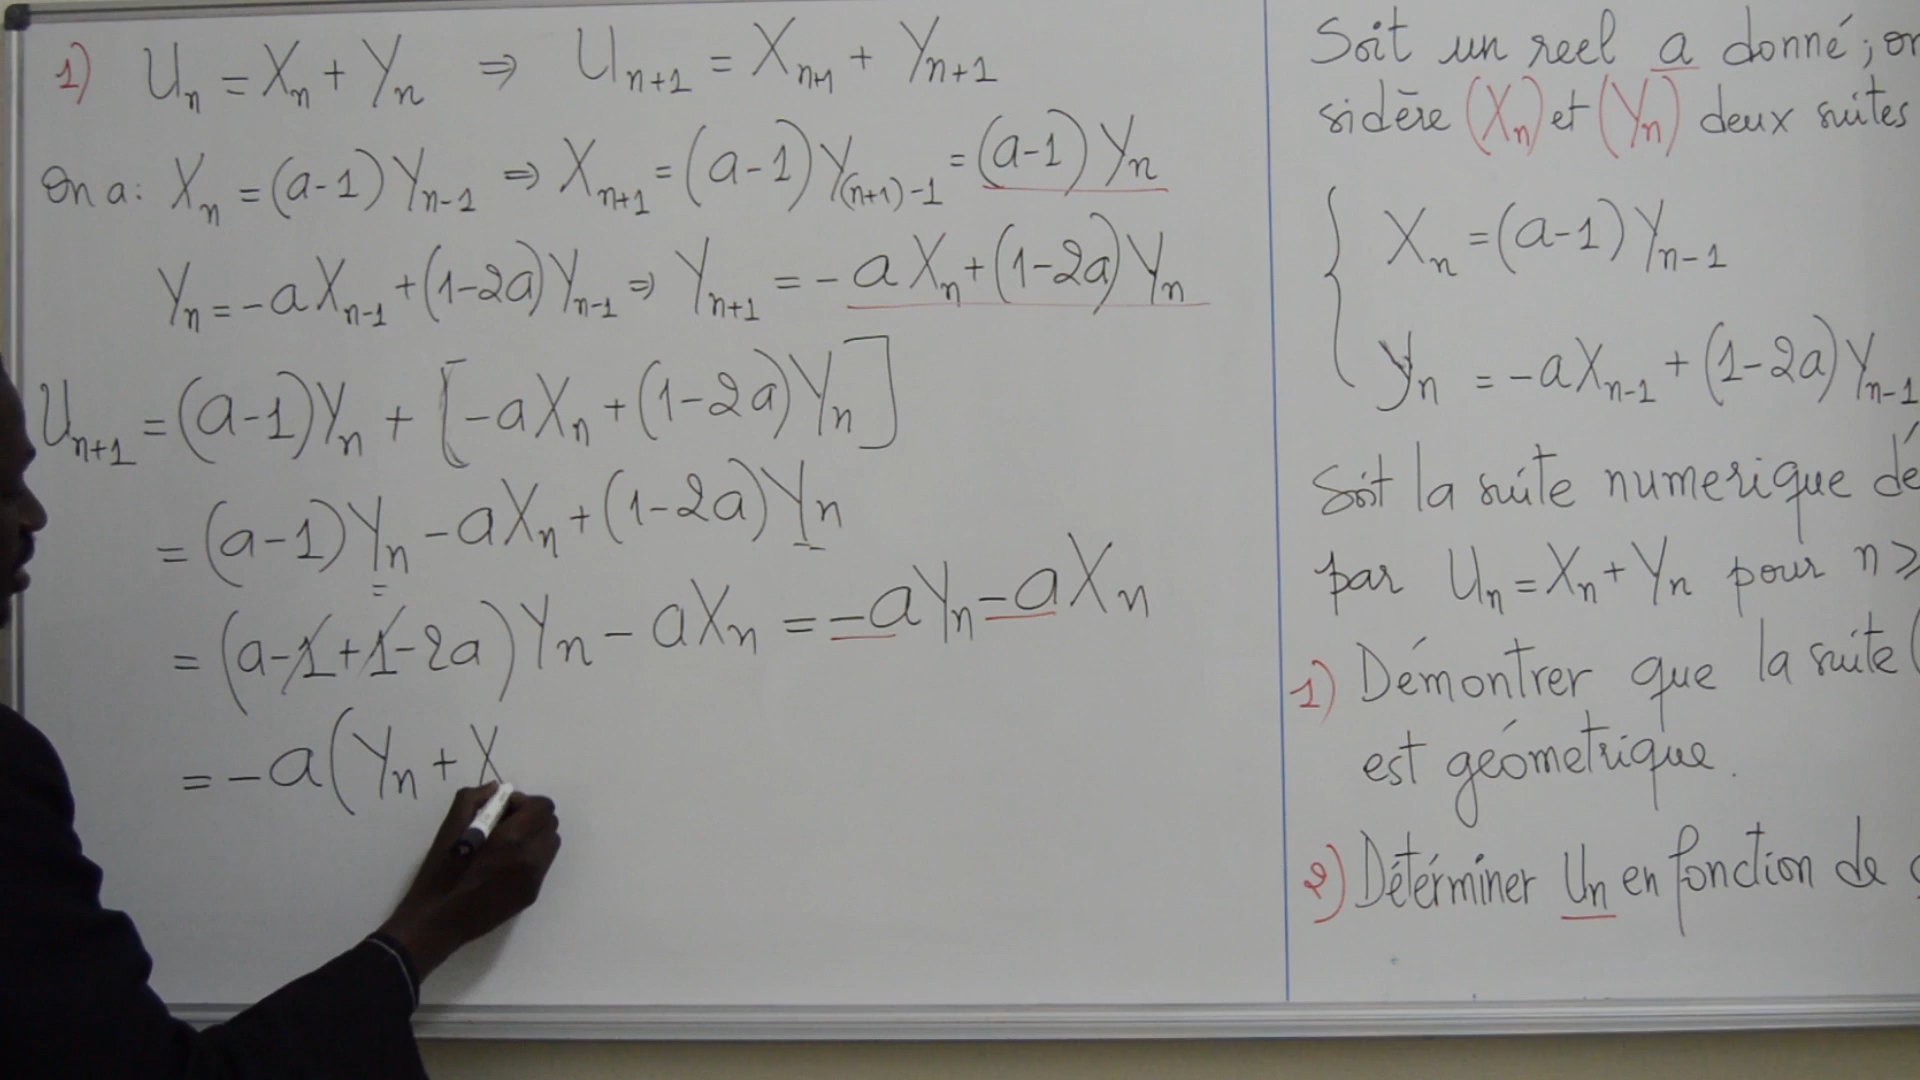 1) Uₙ = Xₙ + Yₙ ⇒ Uₙ₊₁ = Xₙ₊₁ + Yₙ₊₁
On a: Xₙ = (a-1)Yₙ₋₁ ⇒ Xₙ₊₁ = (a-1)Y₍ₙ₊₁₎₋₁ = (a-1)Yₙ
Yₙ = -aXₙ₋₁ + (1-2a)Yₙ₋₁ ⇒ Yₙ₊₁ = -aXₙ + (1-2a)Yₙ
Uₙ₊₁ = (a-1)Yₙ + [-aXₙ + (1-2a)Yₙ]
= (a-1)Yₙ - aXₙ + (1-2a)Yₙ
= (a-1+1-2a)Yₙ - aXₙ = -aYₙ - aXₙ
= -a(Yₙ + X
Soit un reel a donné; on
sidère (Xₙ) et (Yₙ) deux suites
{ Xₙ = (a-1)Yₙ₋₁
Yₙ = -aXₙ₋₁ + (1-2a)Yₙ₋₁
Soit la suite numerique dé
par Uₙ = Xₙ + Yₙ pour n ≥
1) Démontrer que la suite (
est géometrique.
2) Détérminer Un en fonction de